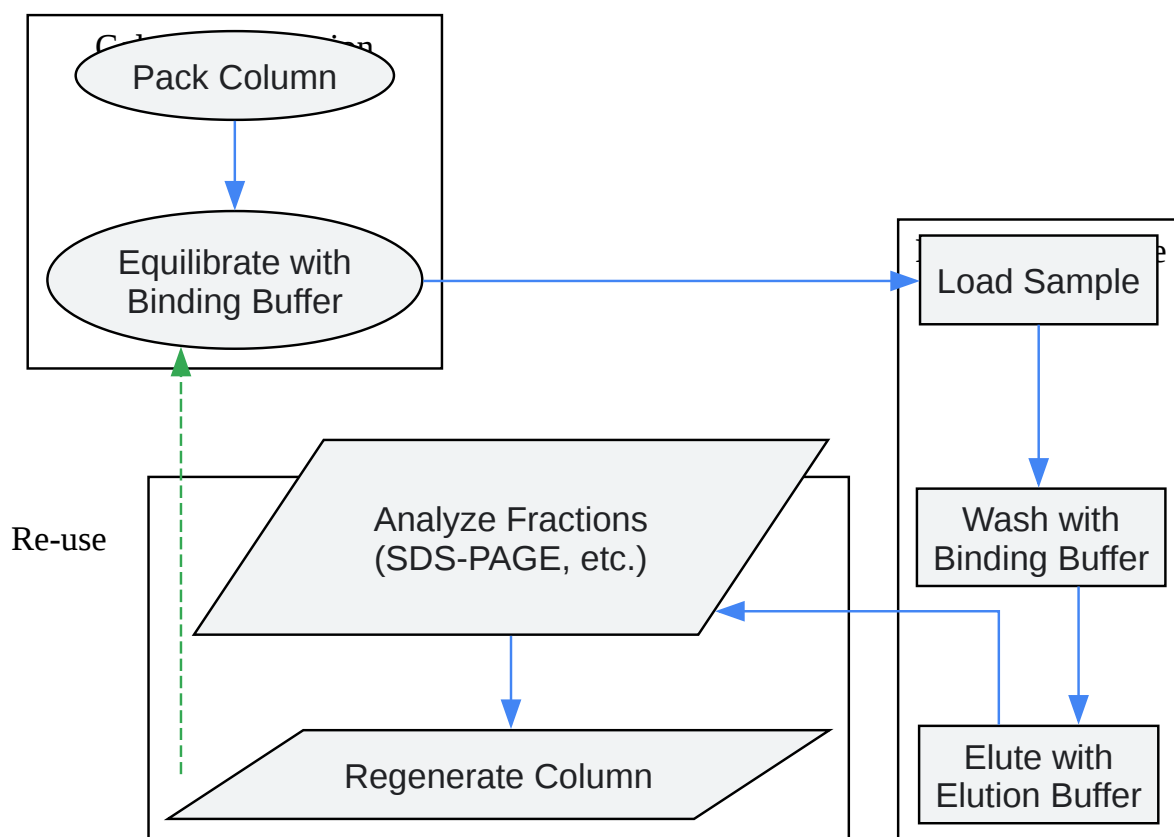 Pack Column
Equilibrate with
Binding Buffer
Load Sample
Wash with
Binding Buffer
Elute with
Elution Buffer
Analyze Fractions
(SDS-PAGE, etc.)
Regenerate Column
Re-use